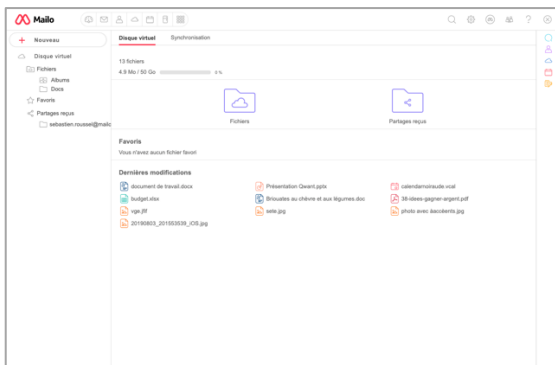 Mailo
Nouveau
Disque virtuel
Fichiers
Albums
Docx
Favoris
Partages reçus
sebastien.roussel@mailo
Disque virtuel Synchronisation
13 fichiers
4,9 Mo / 50 Go 0 %
Fichiers Partages reçus
Favoris
Vous n'avez aucun fichier favori
Dernières modifications
document de travail.docx Présentation Qwant.pptx calendarnoiraude.vcal
budget.xlsx Briouates au chèvre et aux légumes.doc 38-idees-gagner-argent.pdf
vge.jfif sete.jpg photo avec âaccéents.jpg
20190803_201553539_iOS.jpg